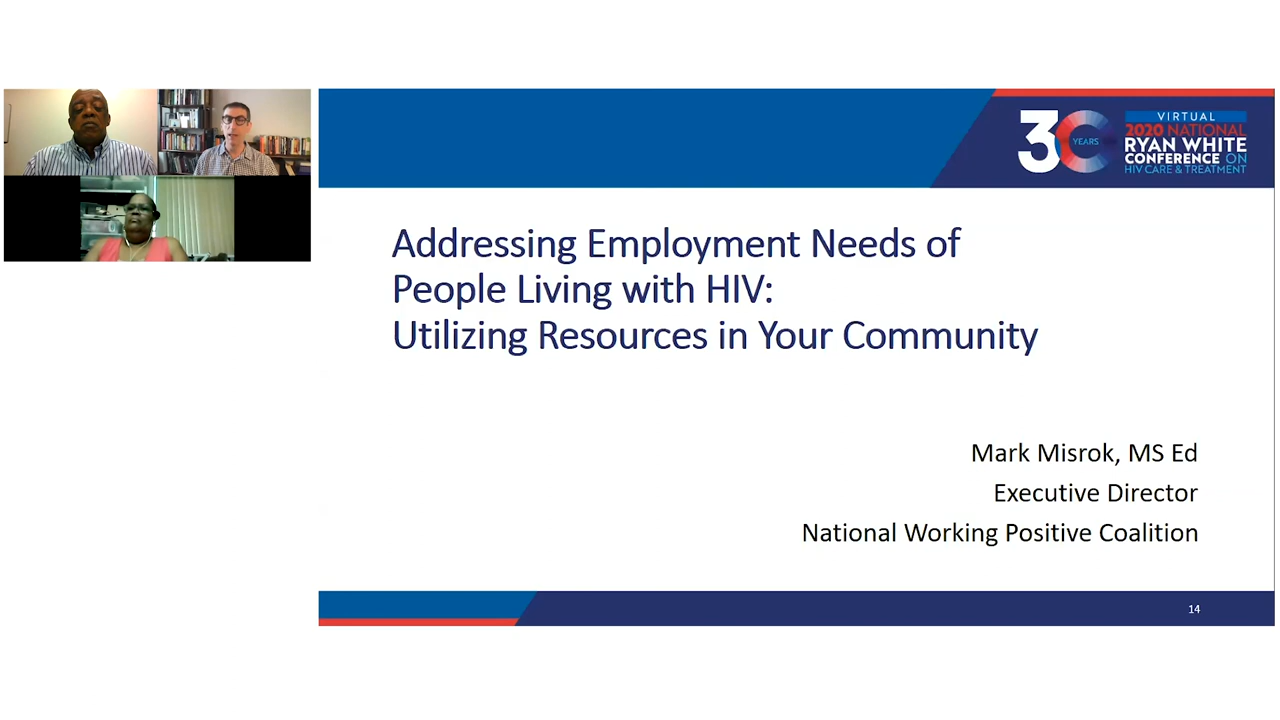 30
YEARS
VIRTUAL
2020 NATIONAL
RYAN WHITE
CONFERENCE ON
HIV CARE & TREATMENT
Addressing Employment Needs of
People Living with HIV:
Utilizing Resources in Your Community
Mark Misrok, MS Ed
Executive Director
National Working Positive Coalition
14